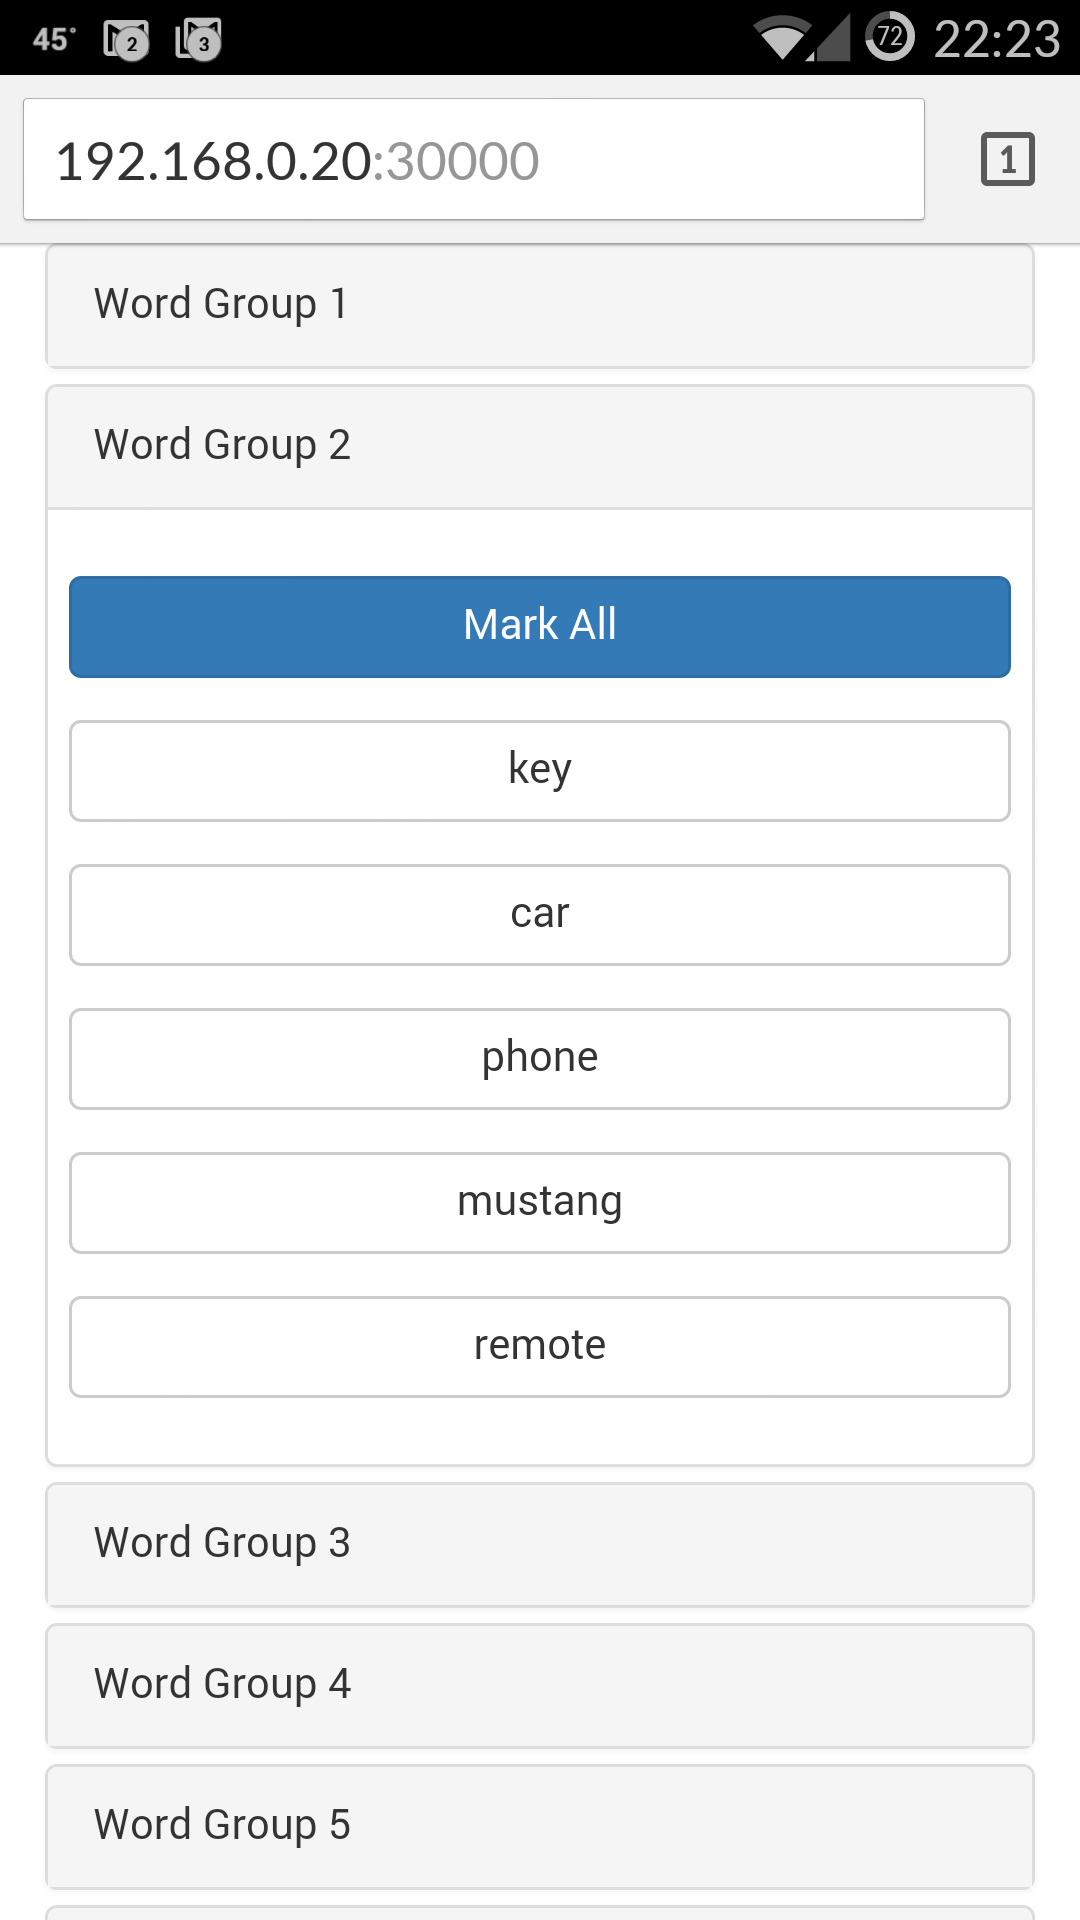 45° 2 3 72 22:23
192.168.0.20:30000 1
Word Group 1
Word Group 2
Mark All
key
car
phone
mustang
remote
Word Group 3
Word Group 4
Word Group 5